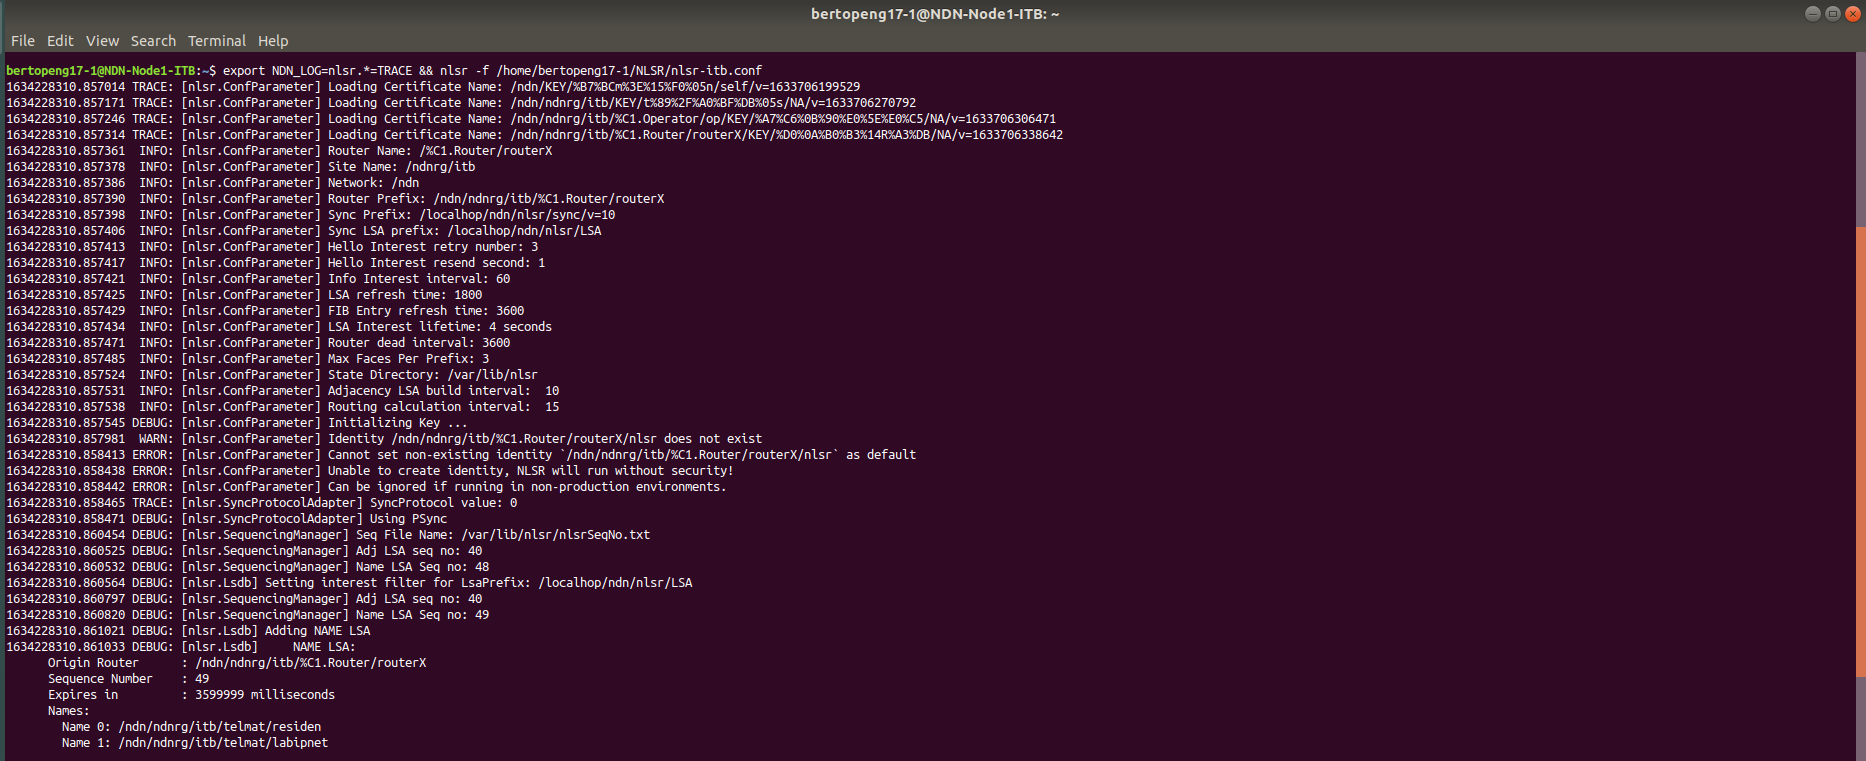 bertopeng17-1@NDN-Node1-ITB: ~
File Edit View Search Terminal Help
bertopeng17-1@NDN-Node1-ITB:~$ export NDN_LOG=nlsr.*=TRACE && nlsr -f /home/bertopeng17-1/NLSR/nlsr-itb.conf
1634228310.857014 TRACE: [nlsr.ConfParameter] Loading Certificate Name: /ndn/KEY/%B7%BCm%3E%15%F0%05n/self/v=1633706199529
1634228310.857171 TRACE: [nlsr.ConfParameter] Loading Certificate Name: /ndn/ndnrg/itb/KEY/t%89%2F%A0%BF%DB%05s/NA/v=1633706270792
1634228310.857246 TRACE: [nlsr.ConfParameter] Loading Certificate Name: /ndn/ndnrg/itb/%C1.Operator/op/KEY/%A7%C6%0B%90%E0%5E%E0%C5/NA/v=1633706306471
1634228310.857314 TRACE: [nlsr.ConfParameter] Loading Certificate Name: /ndn/ndnrg/itb/%C1.Router/routerX/KEY/%D0%0A%B0%B3%14R%A3%DB/NA/v=1633706338642
1634228310.857361  INFO: [nlsr.ConfParameter] Router Name: /%C1.Router/routerX
1634228310.857378  INFO: [nlsr.ConfParameter] Site Name: /ndnrg/itb
1634228310.857386  INFO: [nlsr.ConfParameter] Network: /ndn
1634228310.857390  INFO: [nlsr.ConfParameter] Router Prefix: /ndn/ndnrg/itb/%C1.Router/routerX
1634228310.857398  INFO: [nlsr.ConfParameter] Sync Prefix: /localhop/ndn/nlsr/sync/v=10
1634228310.857406  INFO: [nlsr.ConfParameter] Sync LSA prefix: /localhop/ndn/nlsr/LSA
1634228310.857413  INFO: [nlsr.ConfParameter] Hello Interest retry number: 3
1634228310.857417  INFO: [nlsr.ConfParameter] Hello Interest resend second: 1
1634228310.857421  INFO: [nlsr.ConfParameter] Info Interest interval: 60
1634228310.857425  INFO: [nlsr.ConfParameter] LSA refresh time: 1800
1634228310.857429  INFO: [nlsr.ConfParameter] FIB Entry refresh time: 3600
1634228310.857434  INFO: [nlsr.ConfParameter] LSA Interest lifetime: 4 seconds
1634228310.857471  INFO: [nlsr.ConfParameter] Router dead interval: 3600
1634228310.857485  INFO: [nlsr.ConfParameter] Max Faces Per Prefix: 3
1634228310.857524  INFO: [nlsr.ConfParameter] State Directory: /var/lib/nlsr
1634228310.857531  INFO: [nlsr.ConfParameter] Adjacency LSA build interval:  10
1634228310.857538  INFO: [nlsr.ConfParameter] Routing calculation interval:  15
1634228310.857545 DEBUG: [nlsr.ConfParameter] Initializing Key ...
1634228310.857981  WARN: [nlsr.ConfParameter] Identity /ndn/ndnrg/itb/%C1.Router/routerX/nlsr does not exist
1634228310.858413 ERROR: [nlsr.ConfParameter] Cannot set non-existing identity `/ndn/ndnrg/itb/%C1.Router/routerX/nlsr` as default
1634228310.858438 ERROR: [nlsr.ConfParameter] Unable to create identity, NLSR will run without security!
1634228310.858442 ERROR: [nlsr.ConfParameter] Can be ignored if running in non-production environments.
1634228310.858465 TRACE: [nlsr.SyncProtocolAdapter] SyncProtocol value: 0
1634228310.858471 DEBUG: [nlsr.SyncProtocolAdapter] Using PSync
1634228310.860454 DEBUG: [nlsr.SequencingManager] Seq File Name: /var/lib/nlsr/nlsrSeqNo.txt
1634228310.860525 DEBUG: [nlsr.SequencingManager] Adj LSA seq no: 40
1634228310.860532 DEBUG: [nlsr.SequencingManager] Name LSA Seq no: 48
1634228310.860564 DEBUG: [nlsr.Lsdb] Setting interest filter for LsaPrefix: /localhop/ndn/nlsr/LSA
1634228310.860797 DEBUG: [nlsr.SequencingManager] Adj LSA seq no: 40
1634228310.860820 DEBUG: [nlsr.SequencingManager] Name LSA Seq no: 49
1634228310.861021 DEBUG: [nlsr.Lsdb] Adding NAME LSA
1634228310.861033 DEBUG: [nlsr.Lsdb]     NAME LSA:
      Origin Router      : /ndn/ndnrg/itb/%C1.Router/routerX
      Sequence Number    : 49
      Expires in         : 3599999 milliseconds
      Names:
        Name 0: /ndn/ndnrg/itb/telmat/residen
        Name 1: /ndn/ndnrg/itb/telmat/labipnet